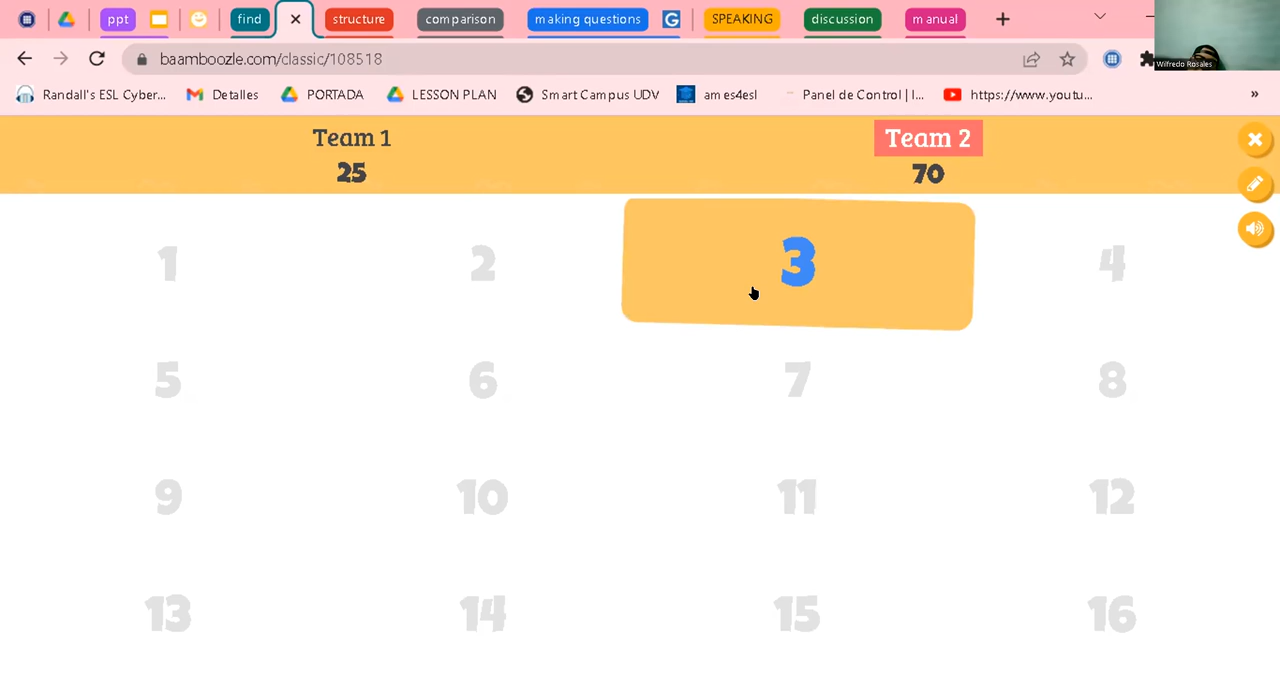 ppt
find
structure
comparison
making questions
SPEAKING
discussion
manual
baamboozle.com/classic/108518
Wilfredo Rosales
Randall's ESL Cyber...
Detalles
PORTADA
LESSON PLAN
Smart Campus UDV
ames4esl
Panel de Control | I...
https://www.youtu...
»
Team 1
Team 2
25
70
1
2
3
4
5
6
7
8
9
10
11
12
13
14
15
16